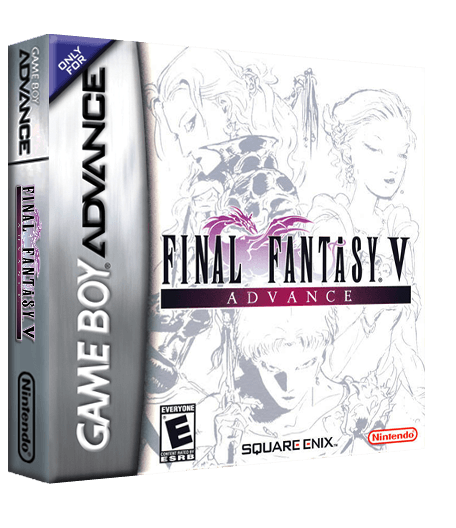 GAME BOY
ADVANCE
FINAL FANTASY V
Nintendo
ONLY
FOR
GAME BOY ADVANCE
FINAL FANTASY V
ADVANCE
EVERYONE
E
CONTENT RATED BY
ESRB
SQUARE ENIX™
Nintendo